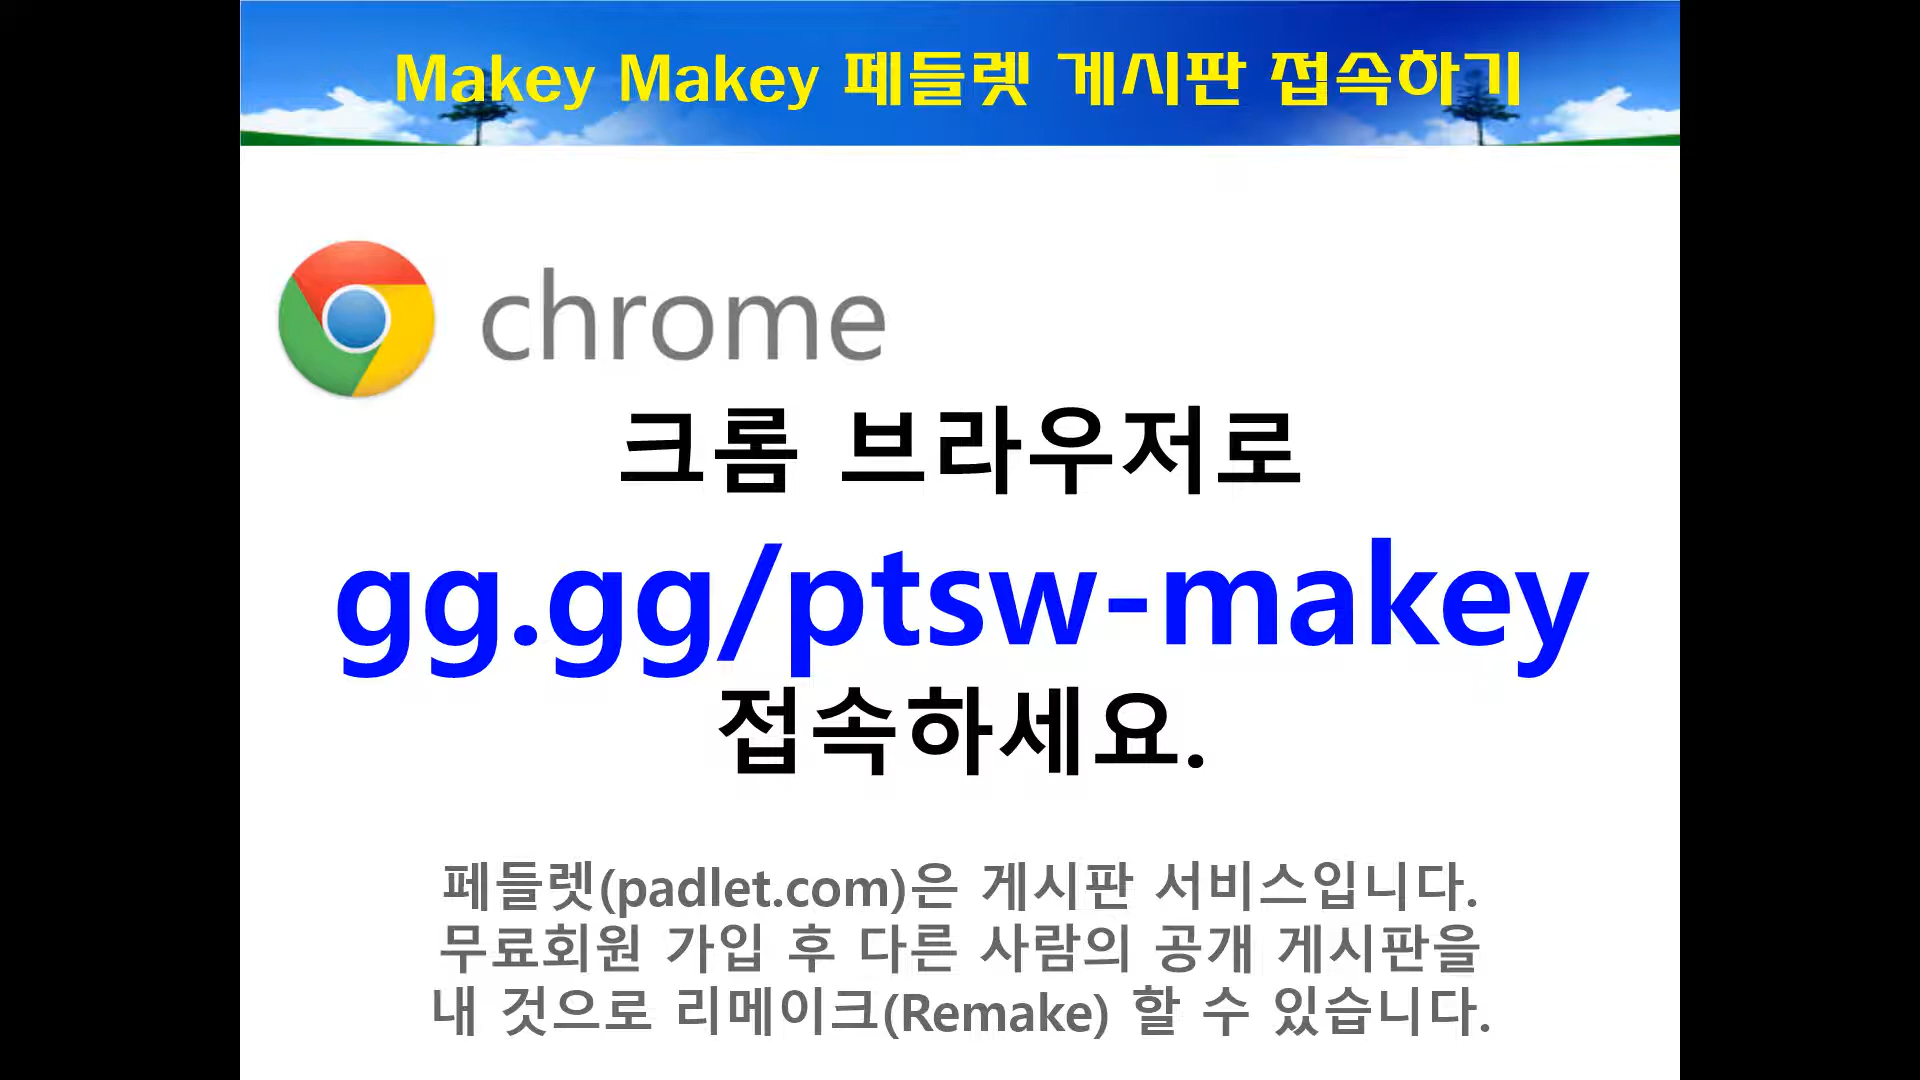 Makey Makey 페들렛 게시판 접속하기
chrome
크롬 브라우저로
gg.gg/ptsw-makey
접속하세요.
페들렛(padlet.com)은 게시판 서비스입니다.
무료회원 가입 후 다른 사람의 공개 게시판을
내 것으로 리메이크(Remake) 할 수 있습니다.